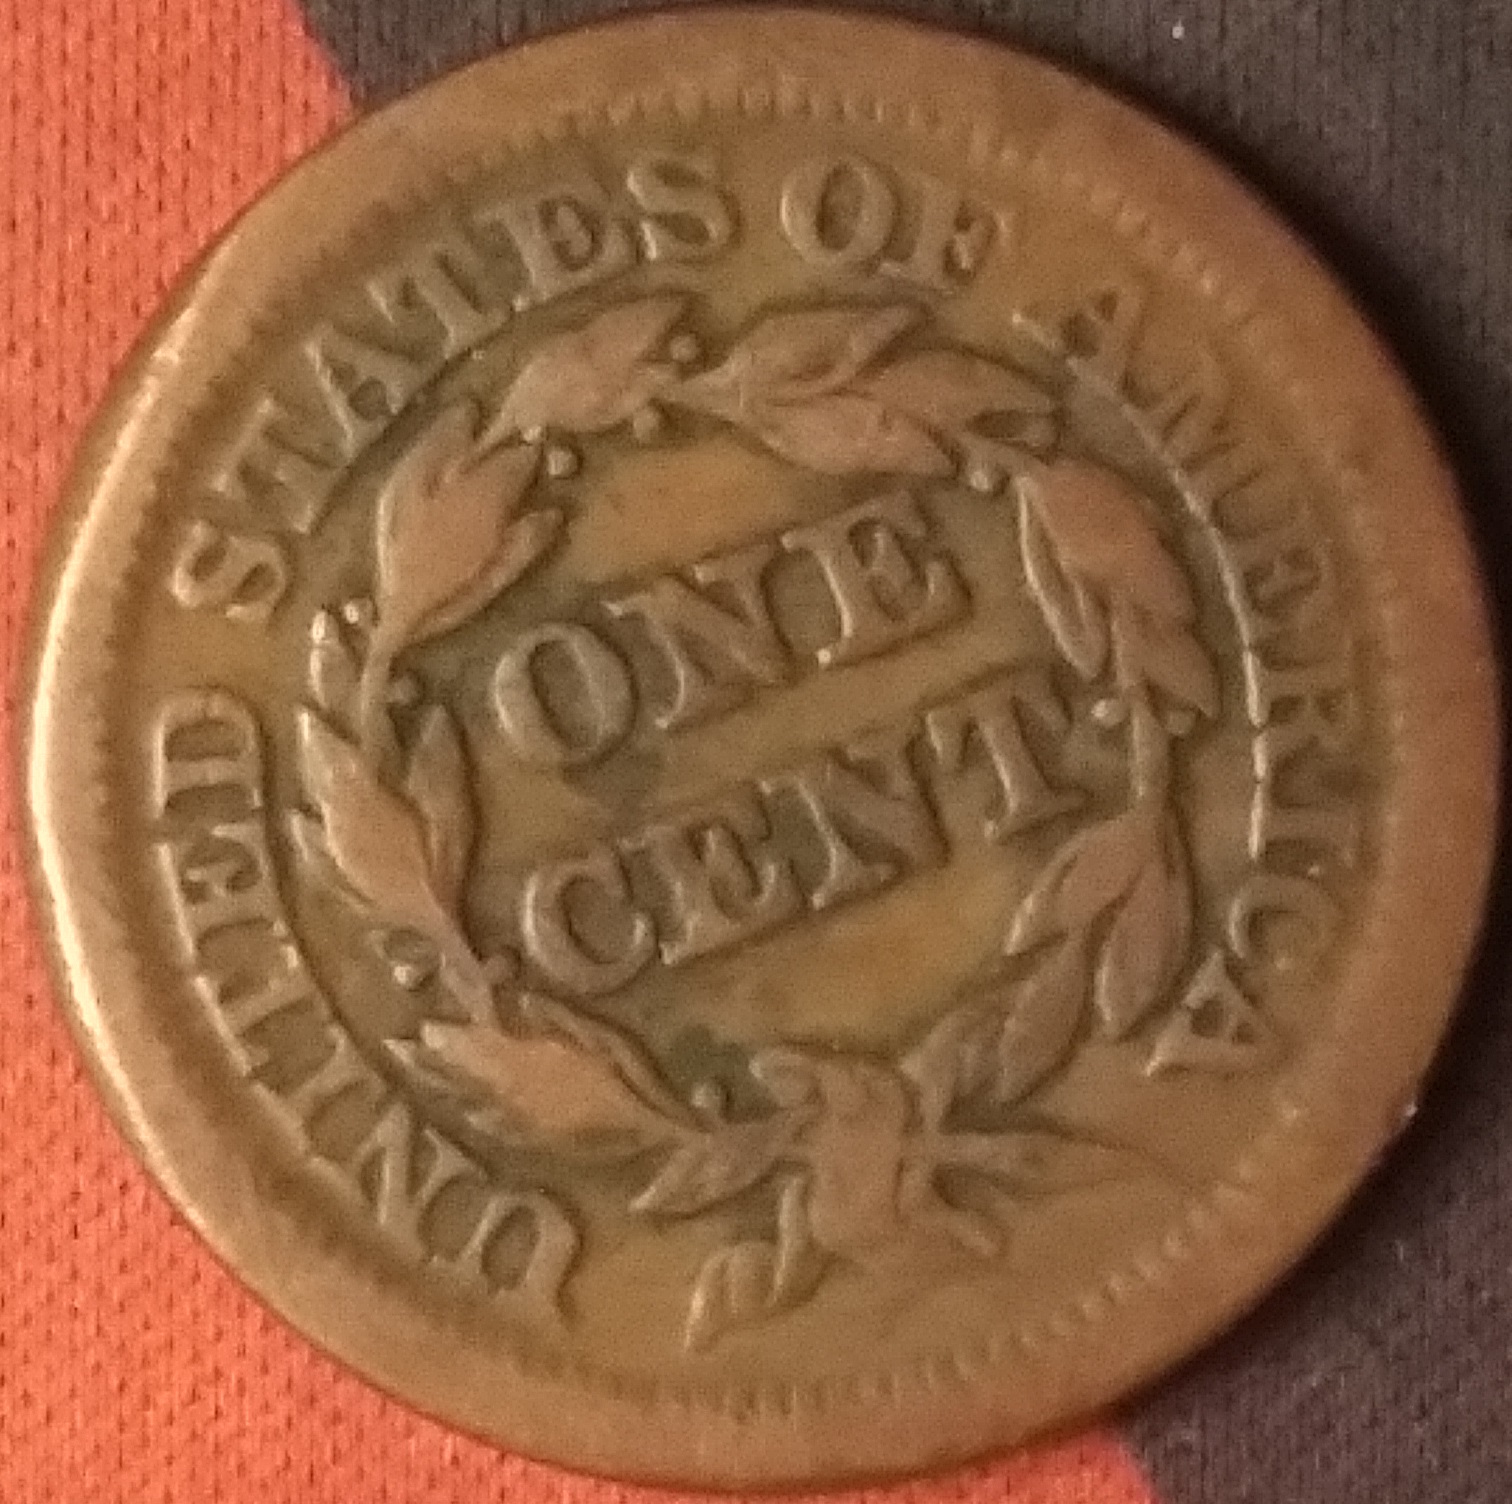 UNITED STATES OF AMERICA
ONE
CENT